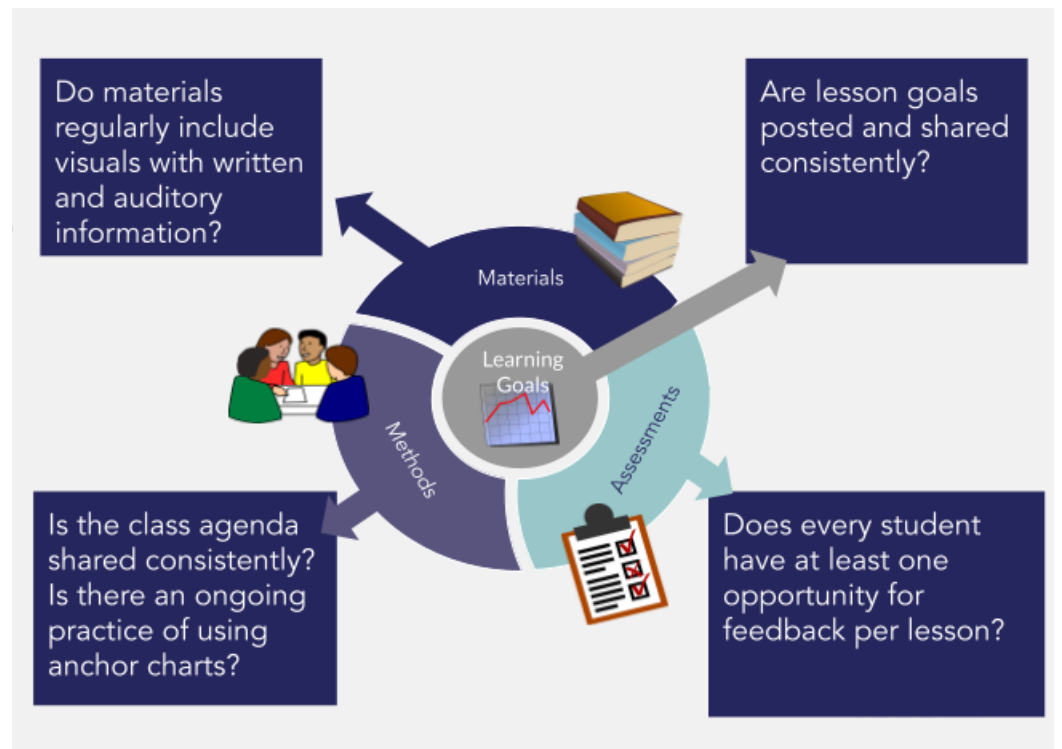 Do materials
regularly include
visuals with written
and auditory
information?
Are lesson goals
posted and shared
consistently?
Materials
Learning
Goals
Methods
Assessments
Is the class agenda
shared consistently?
Is there an ongoing
practice of using
anchor charts?
Does every student
have at least one
opportunity for
feedback per lesson?